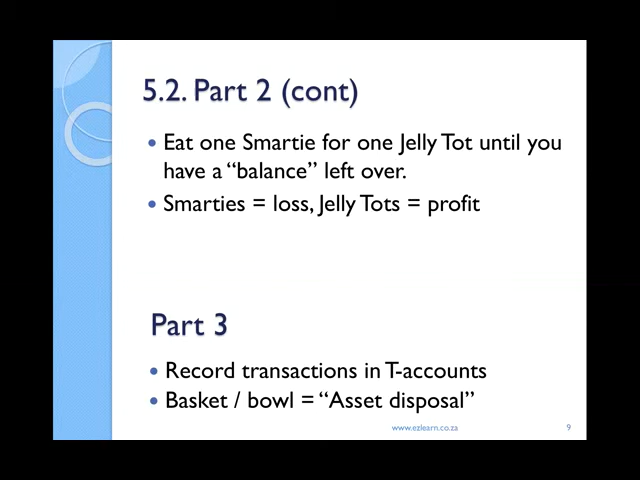 5.2. Part 2 (cont)
Eat one Smartie for one Jelly Tot until you
have a “balance” left over.
Smarties = loss, Jelly Tots = profit
Part 3
Record transactions in T-accounts
Basket / bowl = “Asset disposal”
www.ezlearn.co.za 9